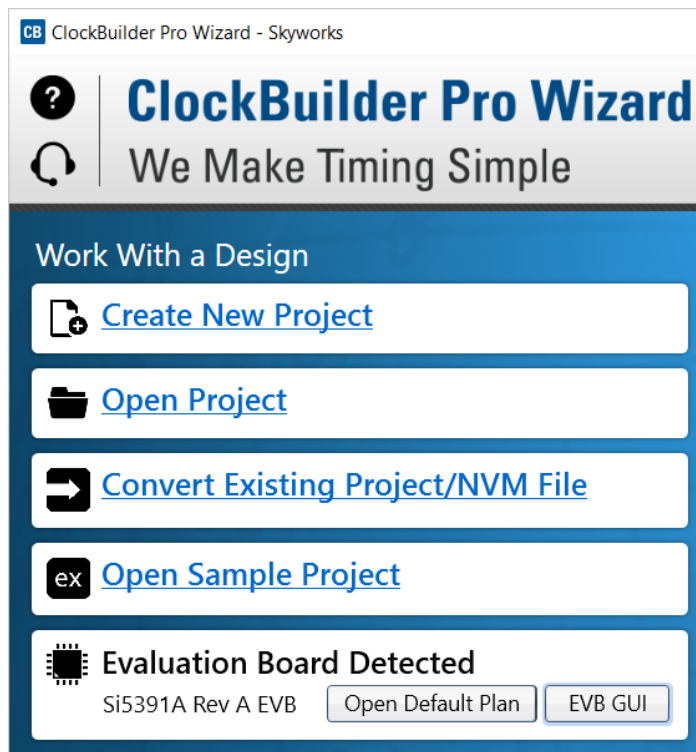 CB ClockBuilder Pro Wizard - Skyworks
?
ClockBuilder Pro Wizard
We Make Timing Simple
Work With a Design
Create New Project
Open Project
Convert Existing Project/NVM File
ex Open Sample Project
Evaluation Board Detected
Si5391A Rev A EVB Open Default Plan EVB GUI